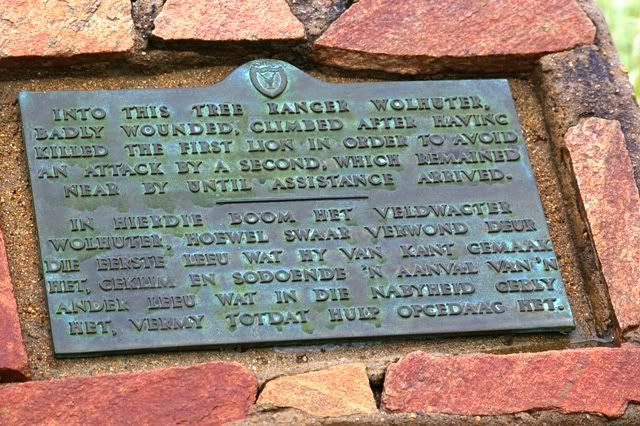 INTO THIS TREE RANGER WOLHUTER,
BADLY WOUNDED, CLIMBED AFTER HAVING
KILLED THE FIRST LION IN ORDER TO AVOID
AN ATTACK BY A SECOND, WHICH REMAINED
NEAR BY UNTIL ASSISTANCE ARRIVED.
IN HIERDIE BOOM HET VELDWAGTER
WOLHUTER, HOEWEL SWAAR VERWOND DEUR
DIE EERSTE LEEU WAT HY VAN KANT GEMAAK
HET, GEKLIM EN SODOENDE 'N AANVAL VAN 'N
ANDER LEEU WAT IN DIE NABYHEID GEBLY
HET, VERMY TOTDAT HULP OPGEDAAG HET.